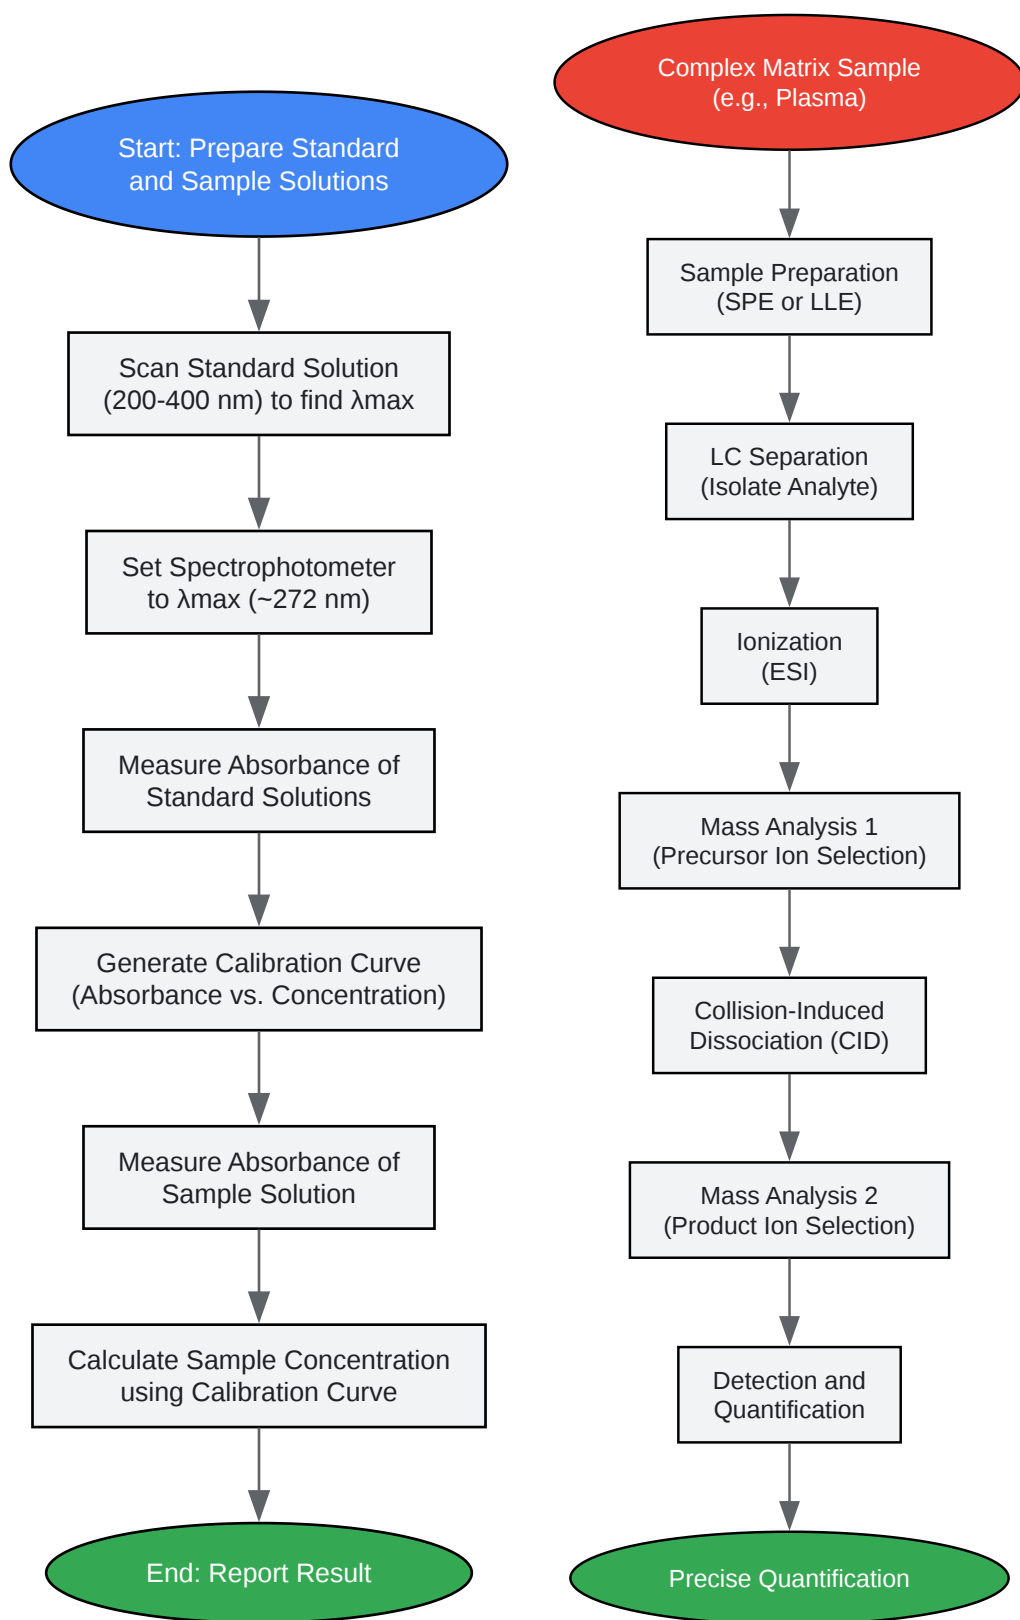 Start: Prepare Standard
and Sample Solutions
Scan Standard Solution
(200-400 nm) to find λmax
Set Spectrophotometer
to λmax (~272 nm)
Measure Absorbance of
Standard Solutions
Generate Calibration Curve
(Absorbance vs. Concentration)
Measure Absorbance of
Sample Solution
Calculate Sample Concentration
using Calibration Curve
End: Report Result
Complex Matrix Sample
(e.g., Plasma)
Sample Preparation
(SPE or LLE)
LC Separation
(Isolate Analyte)
Ionization
(ESI)
Mass Analysis 1
(Precursor Ion Selection)
Collision-Induced
Dissociation (CID)
Mass Analysis 2
(Product Ion Selection)
Detection and
Quantification
Precise Quantification